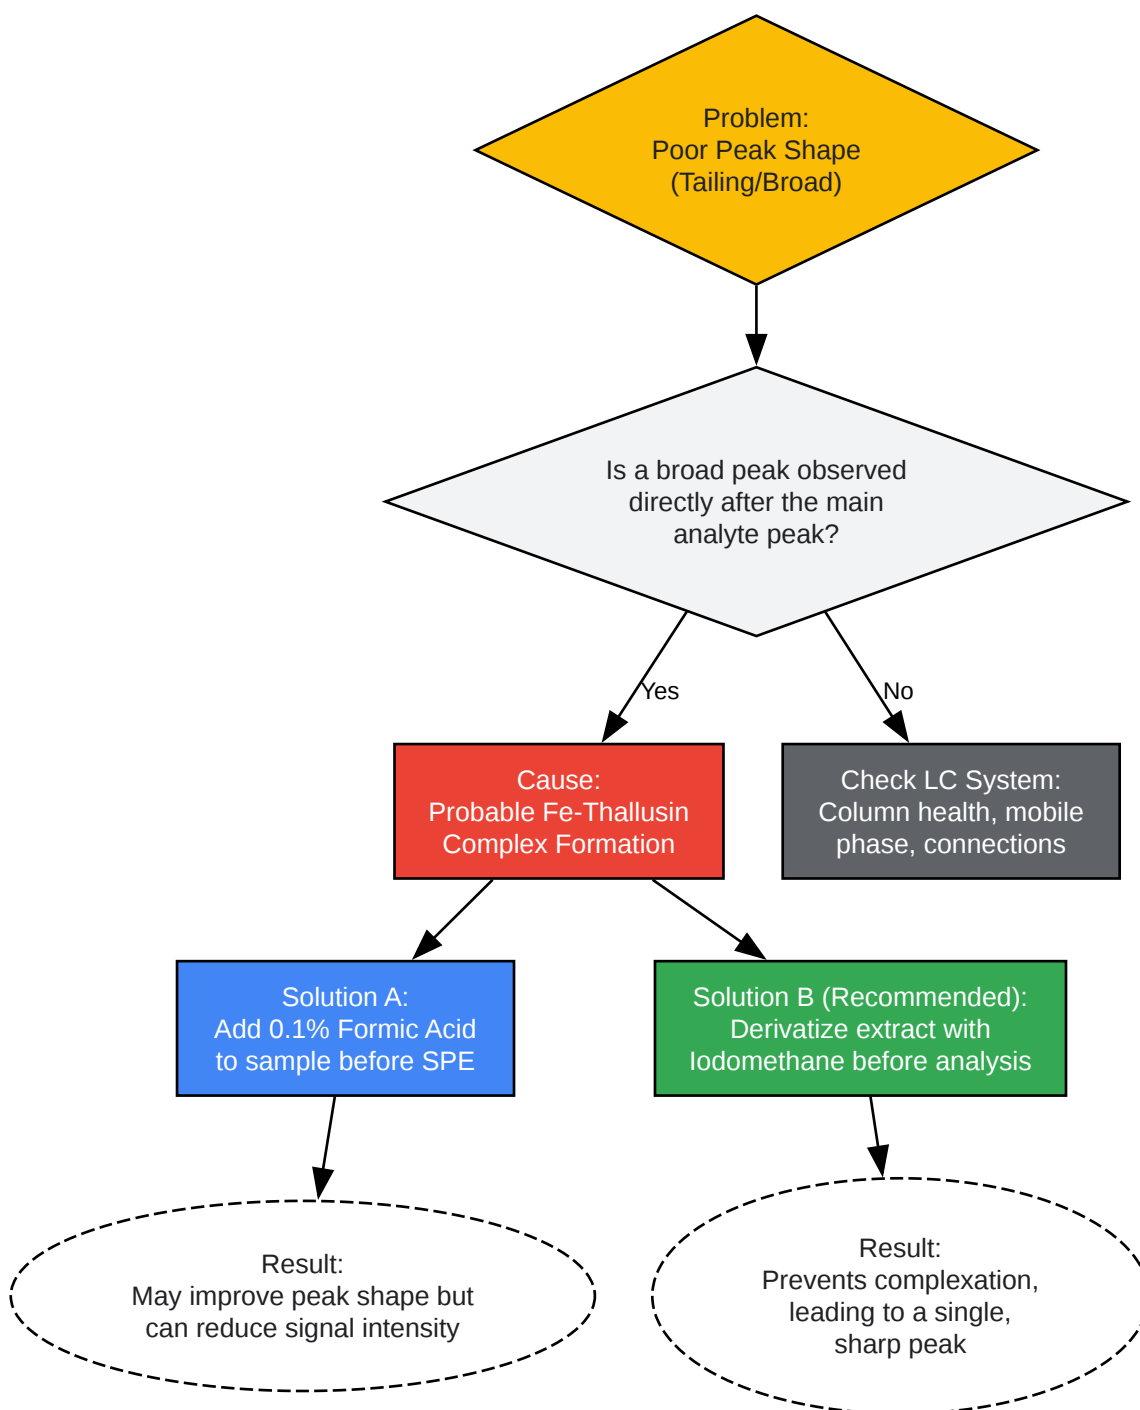 Problem:
Poor Peak Shape
(Tailing/Broad)
Is a broad peak observed
directly after the main
analyte peak?
Yes
No
Cause:
Probable Fe-Thallusin
Complex Formation
Check LC System:
Column health, mobile
phase, connections
Solution A:
Add 0.1% Formic Acid
to sample before SPE
Solution B (Recommended):
Derivatize extract with
Iodomethane before analysis
Result:
May improve peak shape but
can reduce signal intensity
Result:
Prevents complexation,
leading to a single,
sharp peak